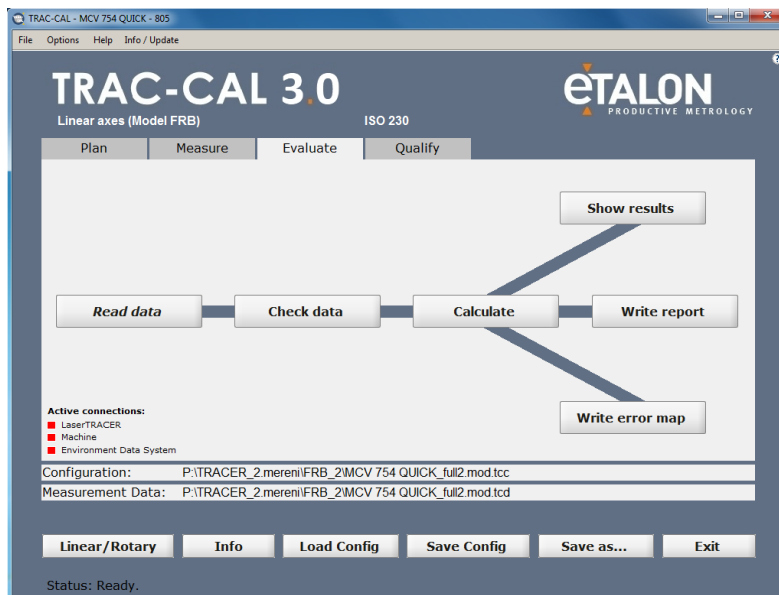 TRAC-CAL - MCV 754 QUICK - 805
File Options Help Info / Update
?
TRAC-CAL 3.0
eTALON
PRODUCTIVE METROLOGY
Linear axes (Model FRB) ISO 230
Plan Measure Evaluate Qualify
Show results
Read data Check data Calculate Write report
Write error map
Active connections:
LaserTRACER
Machine
Environment Data System
Configuration: P:\TRACER_2.mereni\FRB_2\MCV 754 QUICK_full2.mod.tcc
Measurement Data: P:\TRACER_2.mereni\FRB_2\MCV 754 QUICK_full2.mod.tcd
Linear/Rotary Info Load Config Save Config Save as... Exit
Status: Ready.